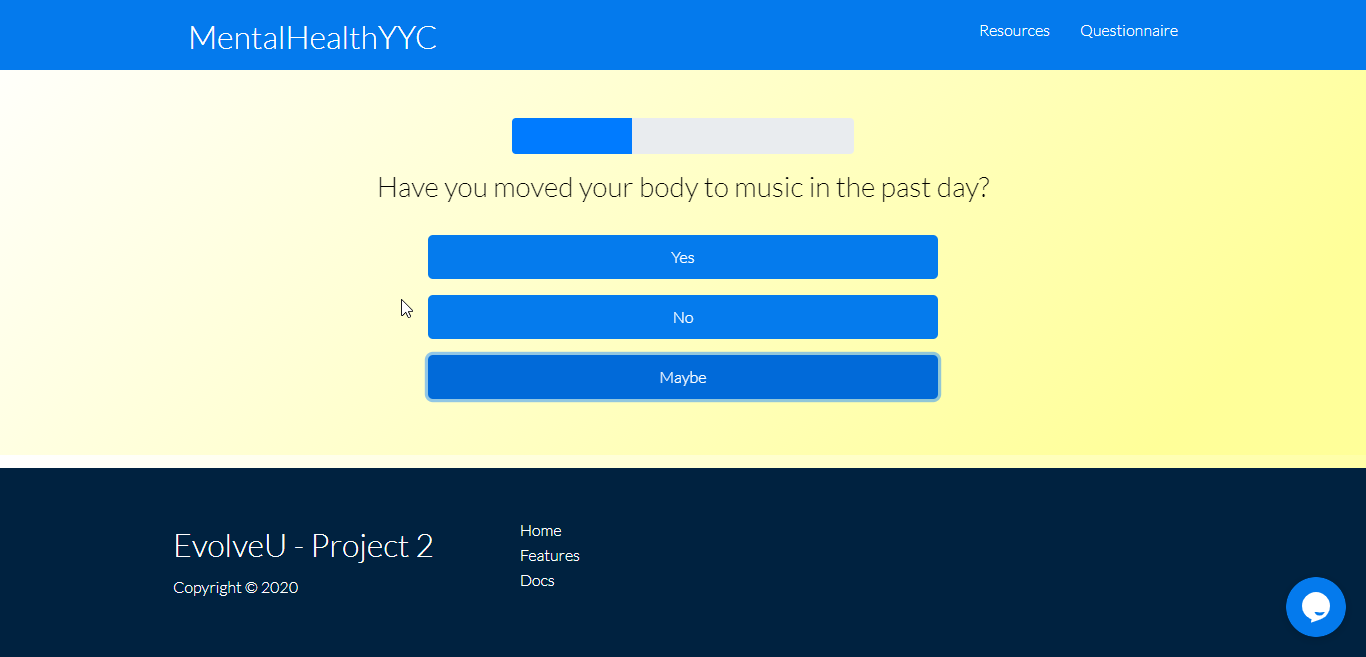 MentalHealthYYC
Resources
Questionnaire
Have you moved your body to music in the past day?
Yes
No
Maybe
EvolveU - Project 2
Copyright © 2020
Home
Features
Docs